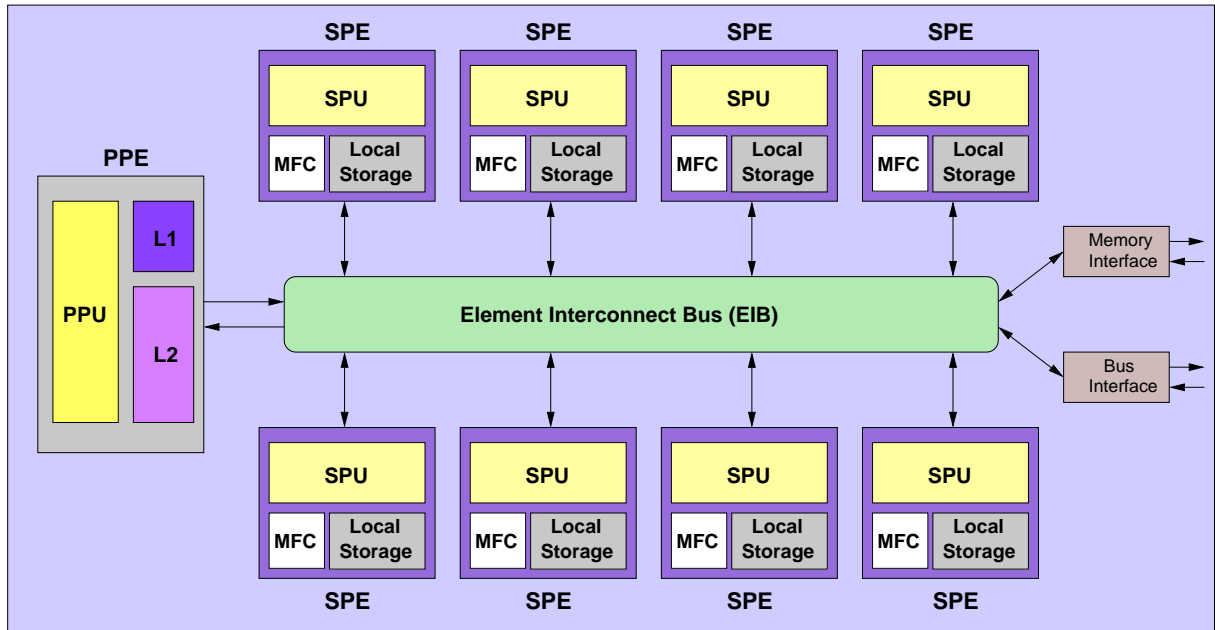 SPE SPE SPE SPE
SPU SPU SPU SPU
MFC Local Storage MFC Local Storage MFC Local Storage MFC Local Storage
PPE
L1
PPU
L2
Element Interconnect Bus (EIB)
Memory
Interface
Bus
Interface
SPU SPU SPU SPU
MFC Local Storage MFC Local Storage MFC Local Storage MFC Local Storage
SPE SPE SPE SPE